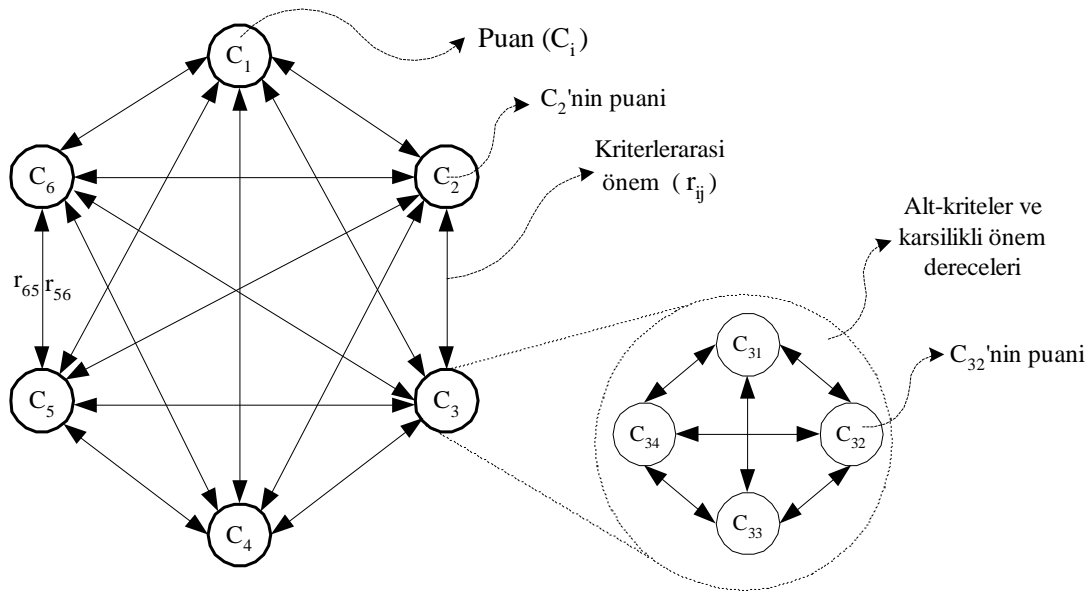 C1
Puan (Ci)
C2'nin puani
Kriterlerarasi
önem ( rij)
C6
C2
Alt-kriteler ve
karsilikli önem
dereceleri
r65 r56
C31
C32'nin puani
C5
C3
C34
C32
C33
C4